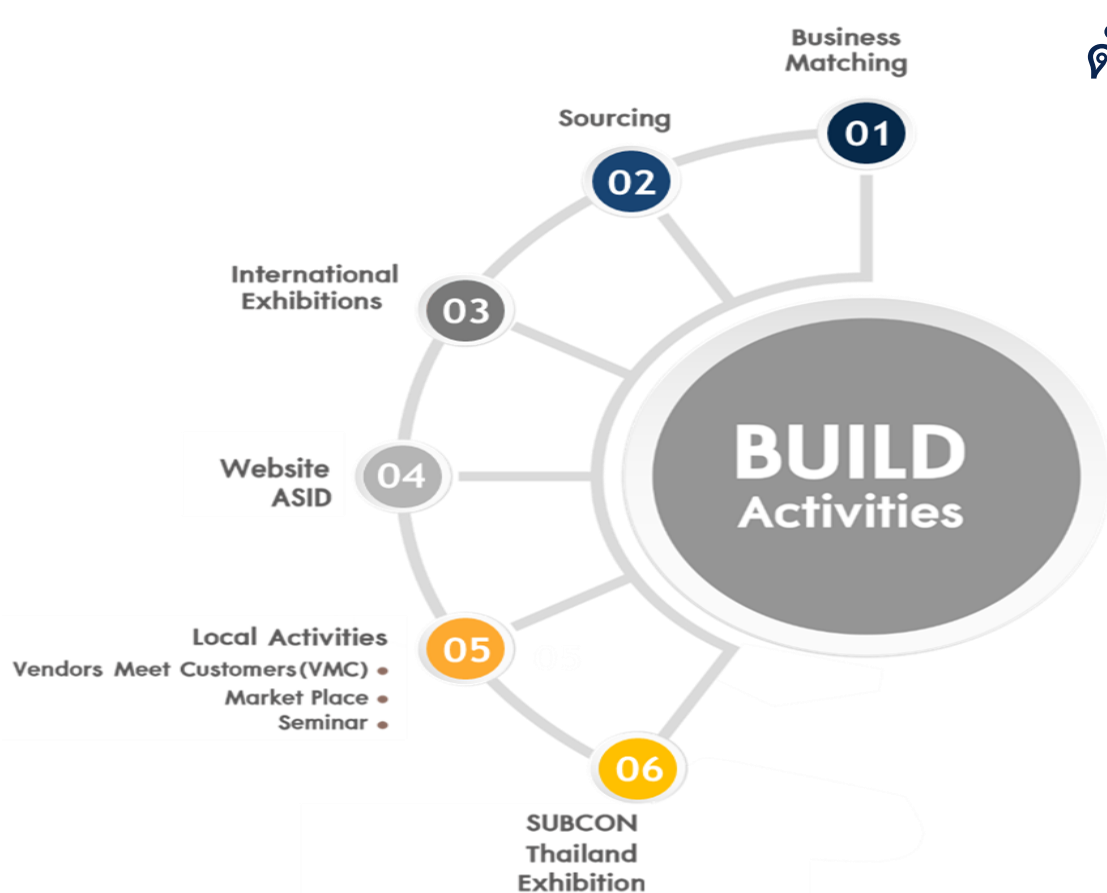 Business
Matching
01
Sourcing
02
International
Exhibitions
03
BUILD
Activities
Website
ASID
04
Local Activities
Vendors Meet Customers(VMC) •
Market Place •
Seminar •
05
06
SUBCON
Thailand
Exhibition